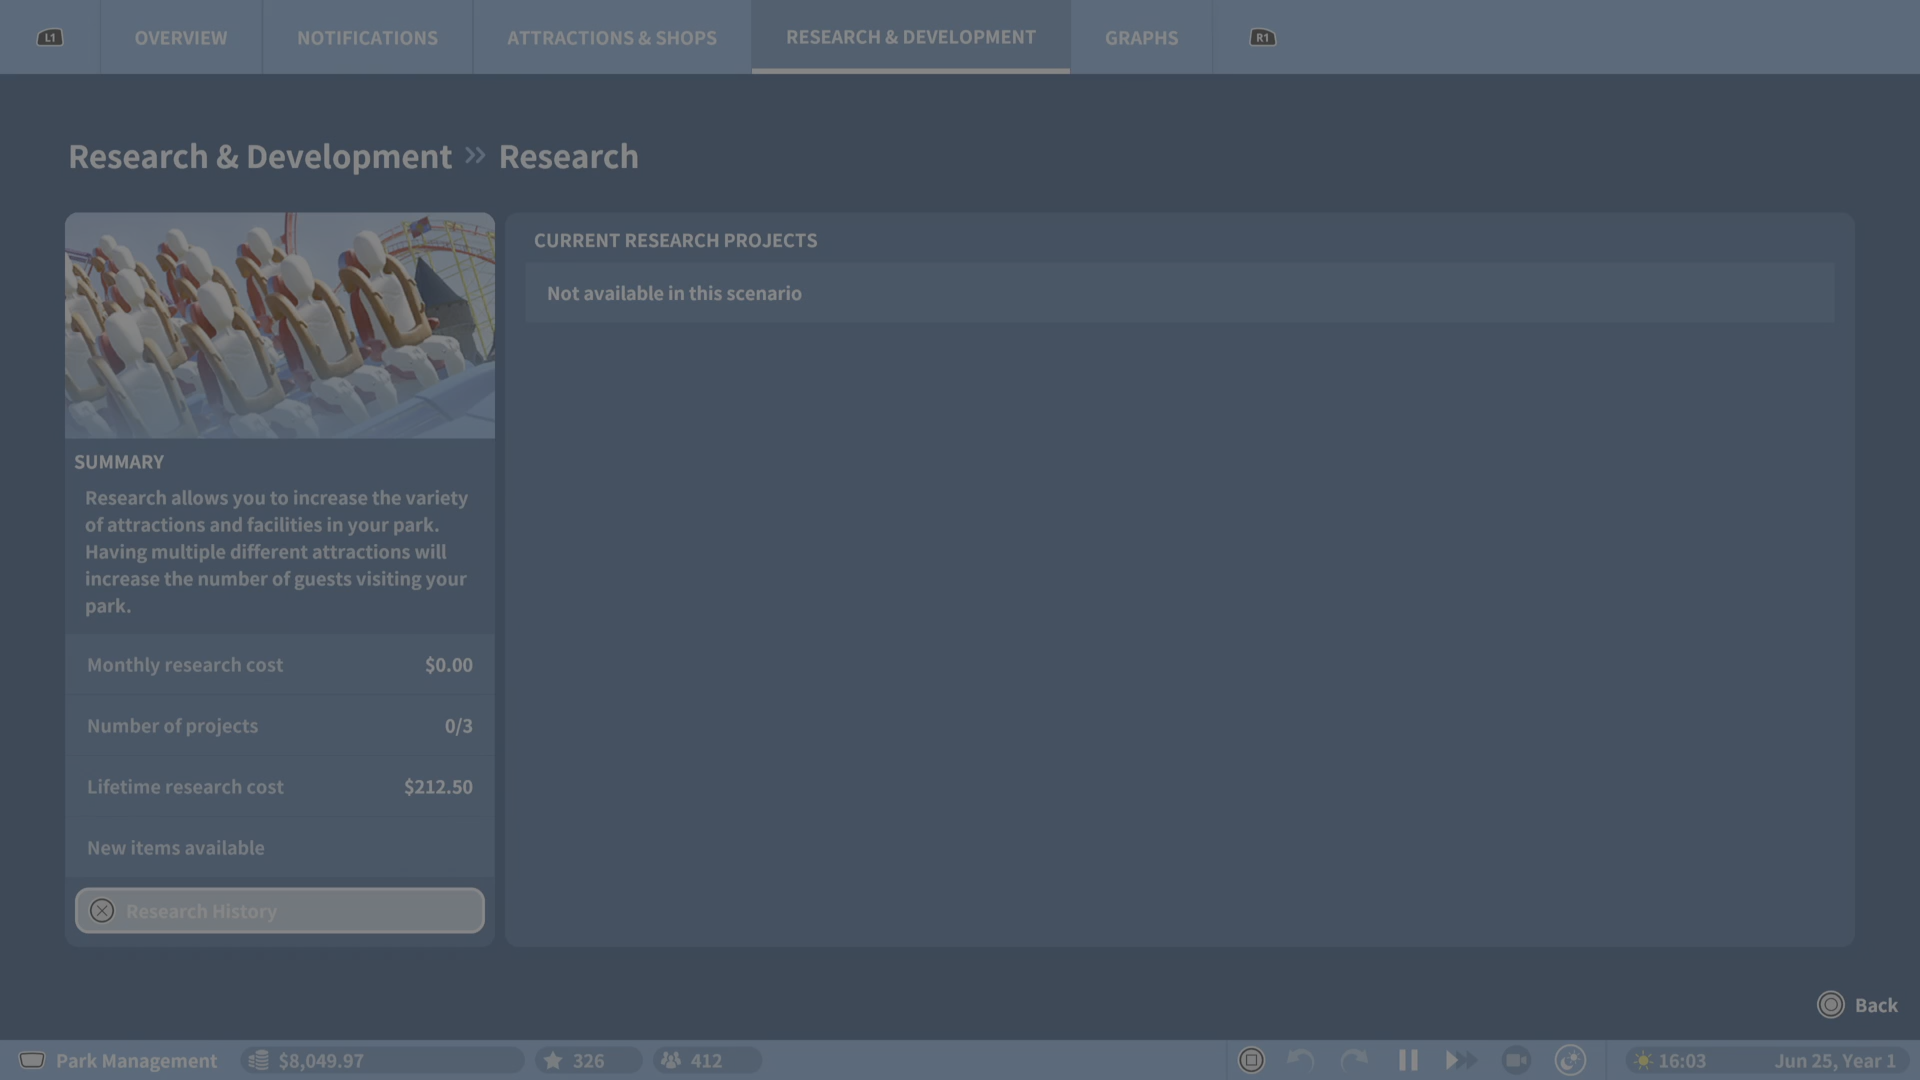 L1
OVERVIEW
NOTIFICATIONS
ATTRACTIONS & SHOPS
RESEARCH & DEVELOPMENT
GRAPHS
R1
Research & Development » Research
SUMMARY
Research allows you to increase the variety
of attractions and facilities in your park.
Having multiple different attractions will
increase the number of guests visiting your
park.
Monthly research cost $0.00
Number of projects 0/3
Lifetime research cost $212.50
New items available
Research History
CURRENT RESEARCH PROJECTS
Not available in this scenario
Back
Park Management
$8,049.97
326
412
16:03
Jun 25, Year 1